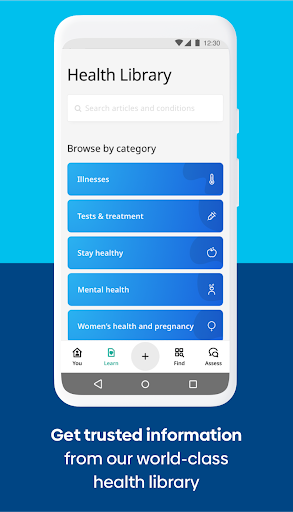 12:30
Health Library
Search articles and conditions
Browse by category
Illnesses
Tests & treatment
Stay healthy
Mental health
Women's health and pregnancy
You Learn + Find Assess
Get trusted information
from our world-class
health library